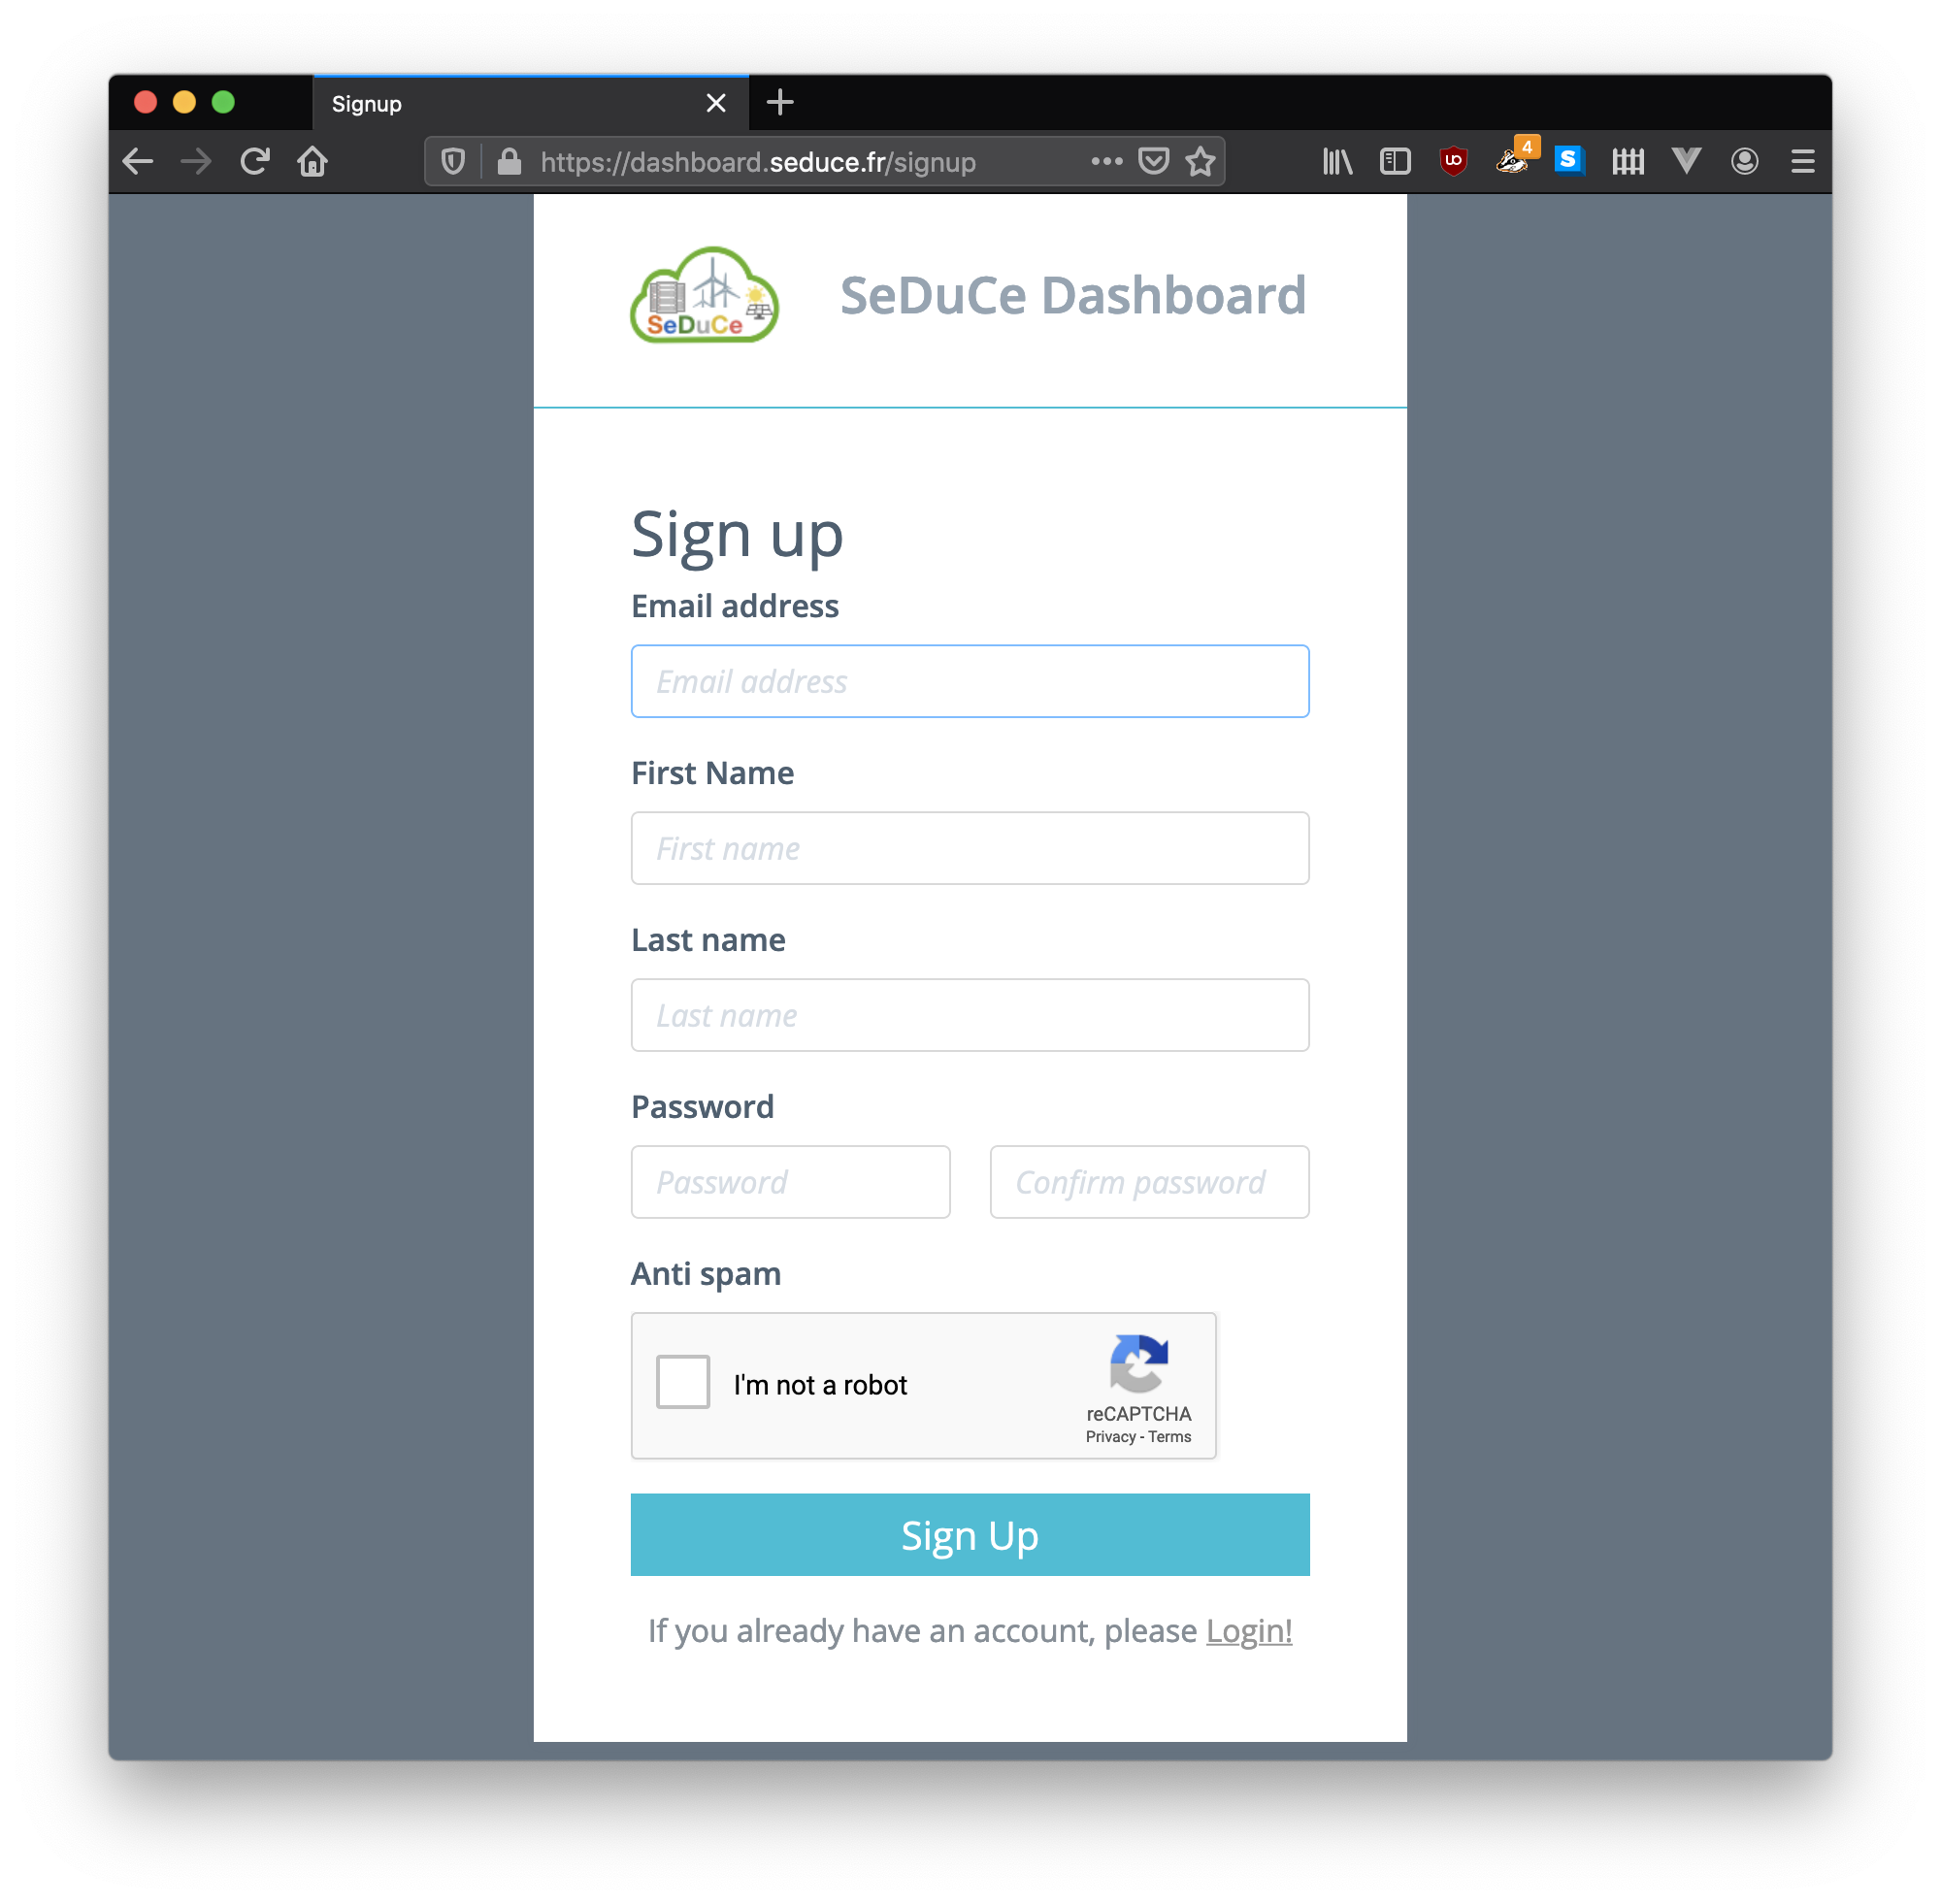 Signup
https://dashboard.seduce.fr/signup
4
S
SeDuCe
SeDuCe Dashboard
Sign up
Email address
Email address
First Name
First name
Last name
Last name
Password
Password Confirm password
Anti spam
I'm not a robot
reCAPTCHA
Privacy - Terms
Sign Up
If you already have an account, please Login!